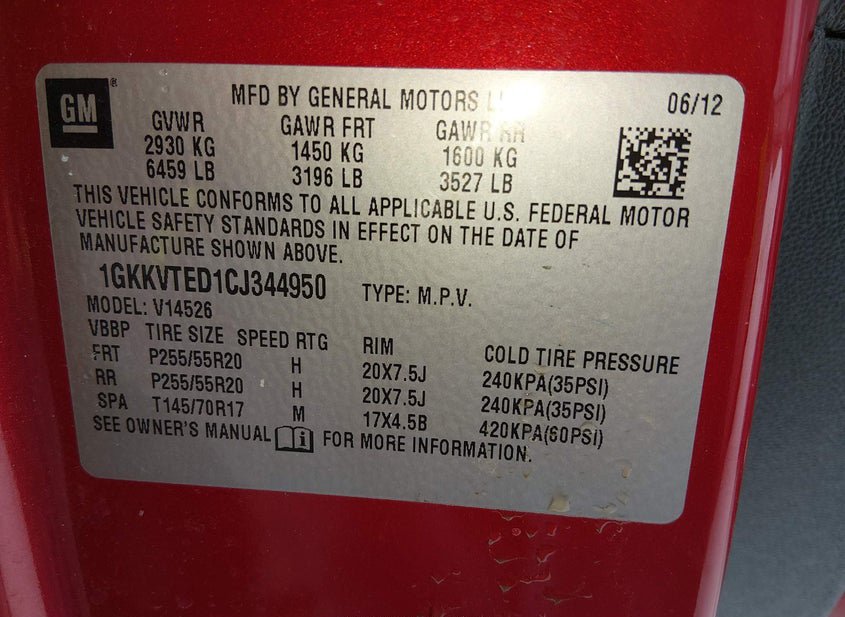 GM ®
MFD BY GENERAL MOTORS
06/12
GVWR GAWR FRT GAWR RR
2930 KG 1450 KG 1600 KG
6459 LB 3196 LB 3527 LB
THIS VEHICLE CONFORMS TO ALL APPLICABLE U.S. FEDERAL MOTOR
VEHICLE SAFETY STANDARDS IN EFFECT ON THE DATE OF
MANUFACTURE SHOWN ABOVE.
1GKKVTED1CJ344950 TYPE: M.P.V.
MODEL: V14526
VBBP TIRE SIZE SPEED RTG RIM COLD TIRE PRESSURE
FRT P255/55R20 H 20X7.5J 240KPA(35PSI)
RR P255/55R20 H 20X7.5J 240KPA(35PSI)
SPA T145/70R17 M 17X4.5B 420KPA(60PSI)
SEE OWNER'S MANUAL i FOR MORE INFORMATION.